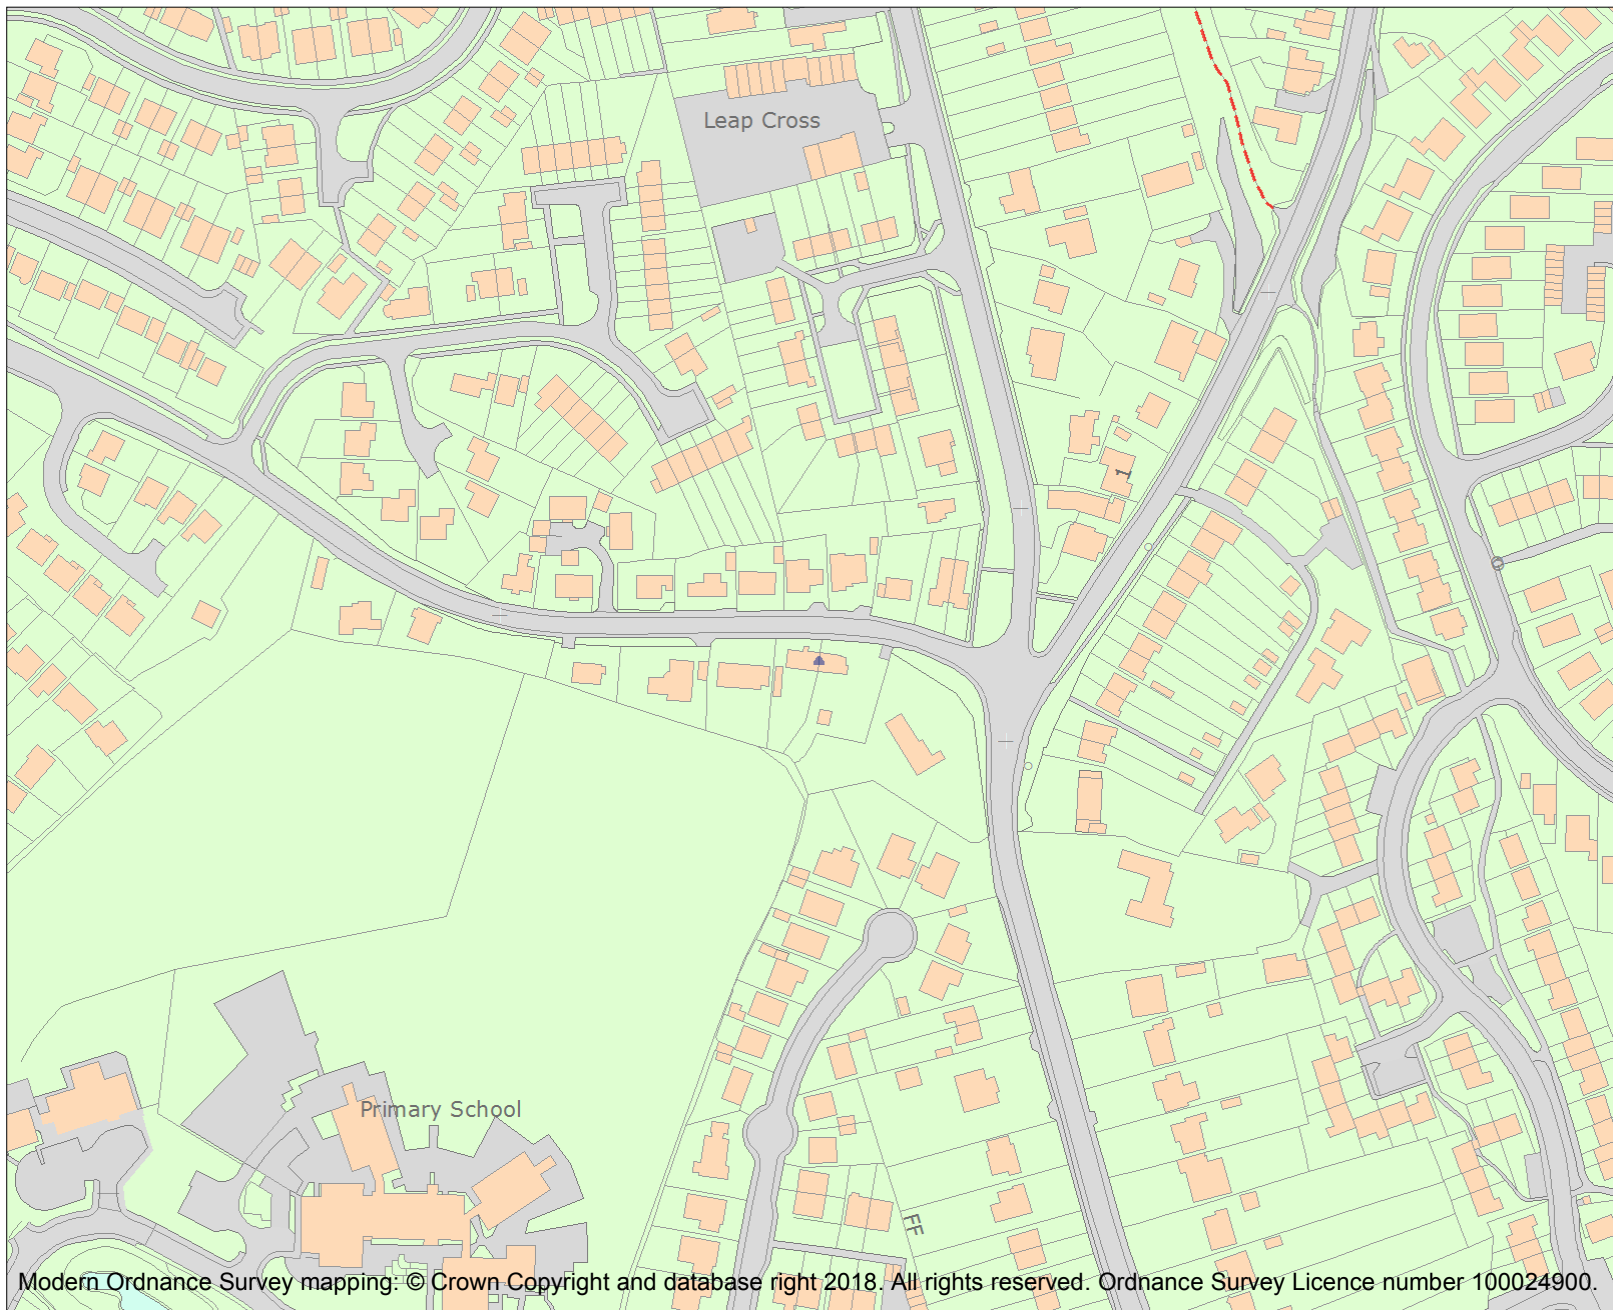 Leap Cross
1
Primary School
FF
Modern Ordnance Survey mapping: © Crown Copyright and database right 2018. All rights reserved. Ordnance Survey Licence number 100024900.